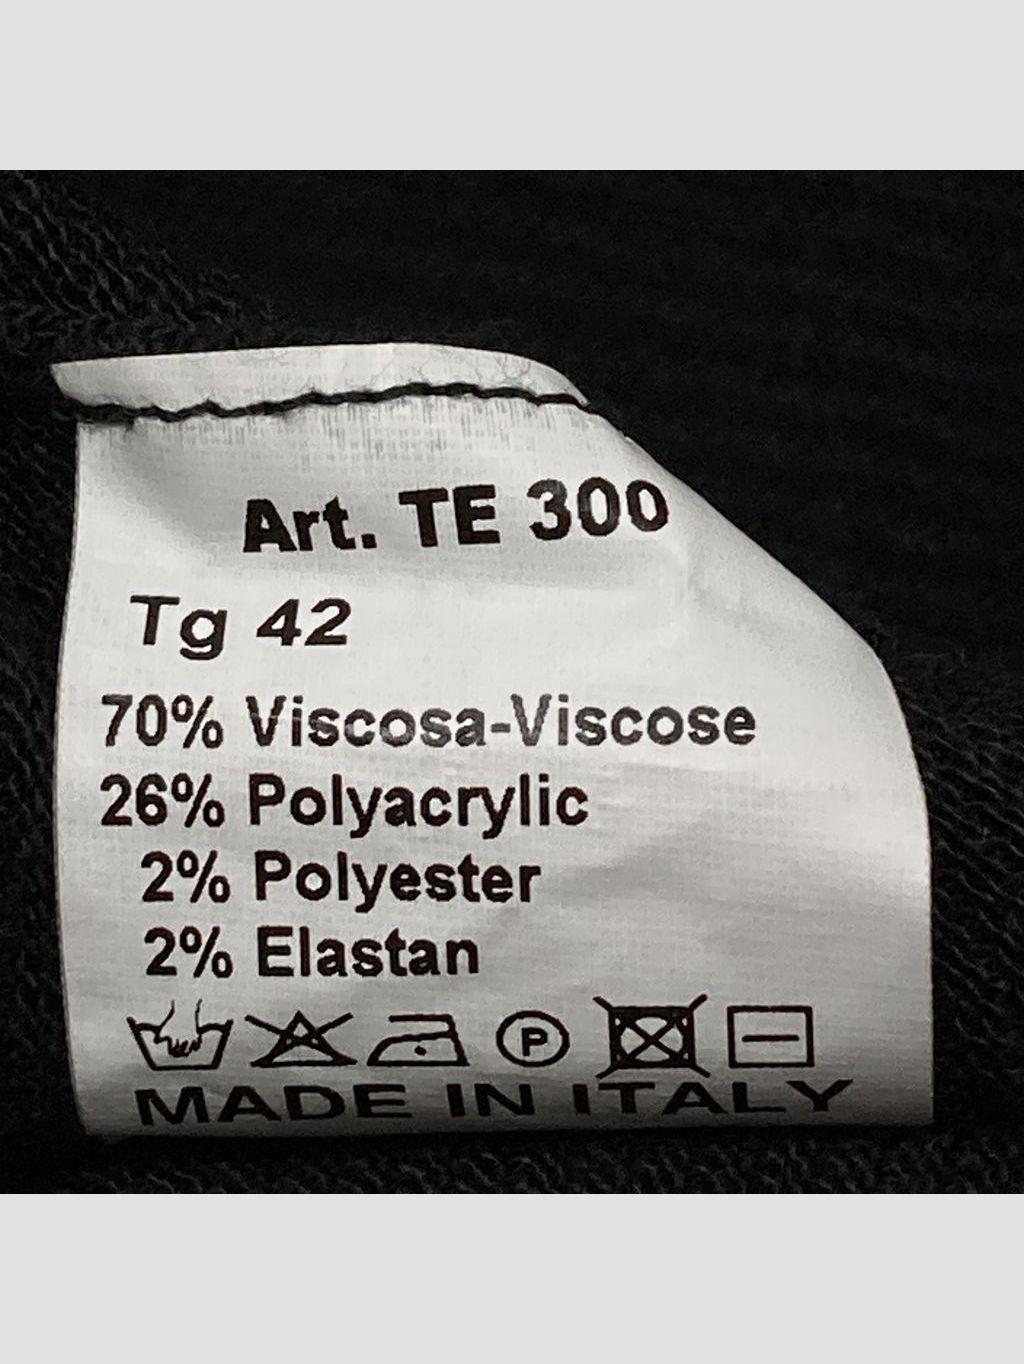 Art. TE 300
Tg 42
70% Viscosa-Viscose
26% Polyacrylic
2% Polyester
2% Elastan
P
MADE IN ITALY